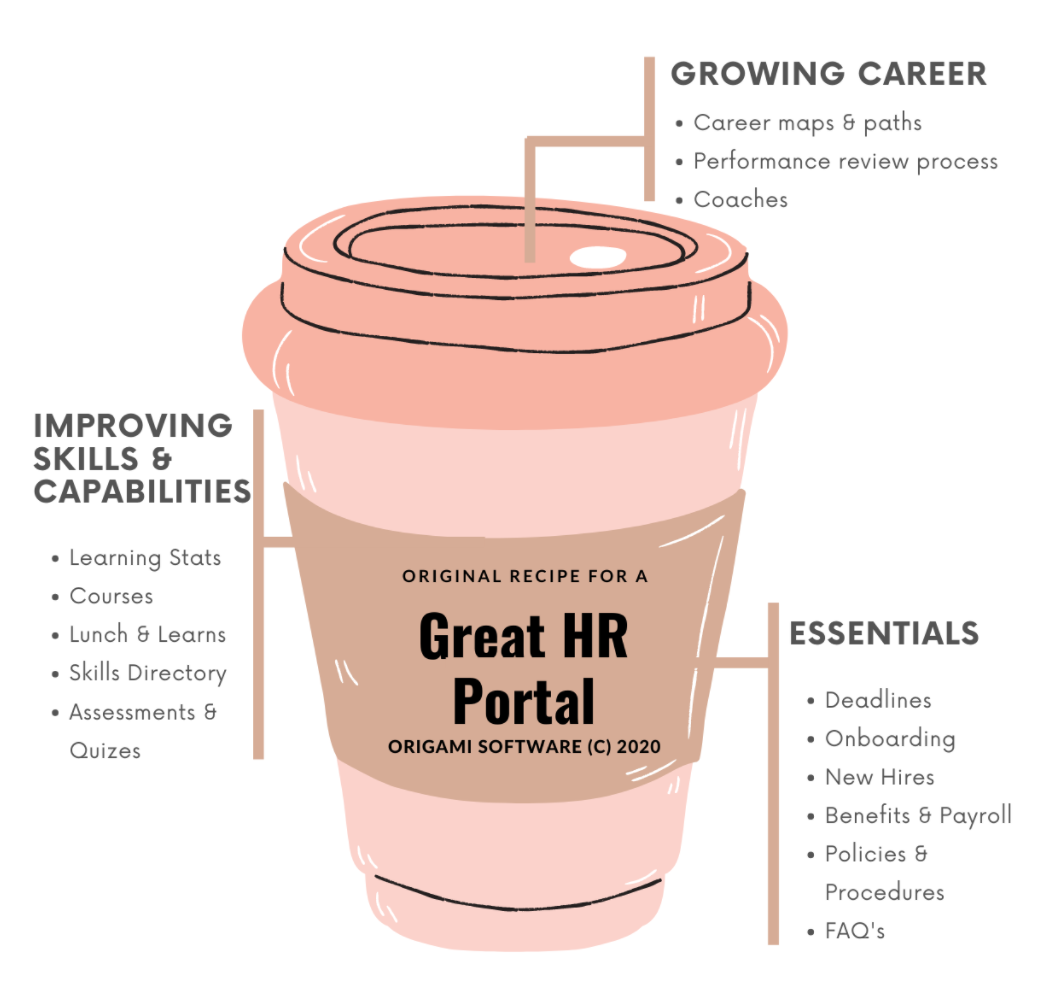 GROWING CAREER
• Career maps & paths
• Performance review process
• Coaches
IMPROVING
SKILLS &
CAPABILITIES
• Learning Stats
• Courses
• Lunch & Learns
• Skills Directory
• Assessments &
Quizes
ORIGINAL RECIPE FOR A
Great HR
Portal
ORIGAMI SOFTWARE (C) 2020
ESSENTIALS
• Deadlines
• Onboarding
• New Hires
• Benefits & Payroll
• Policies &
Procedures
• FAQ's